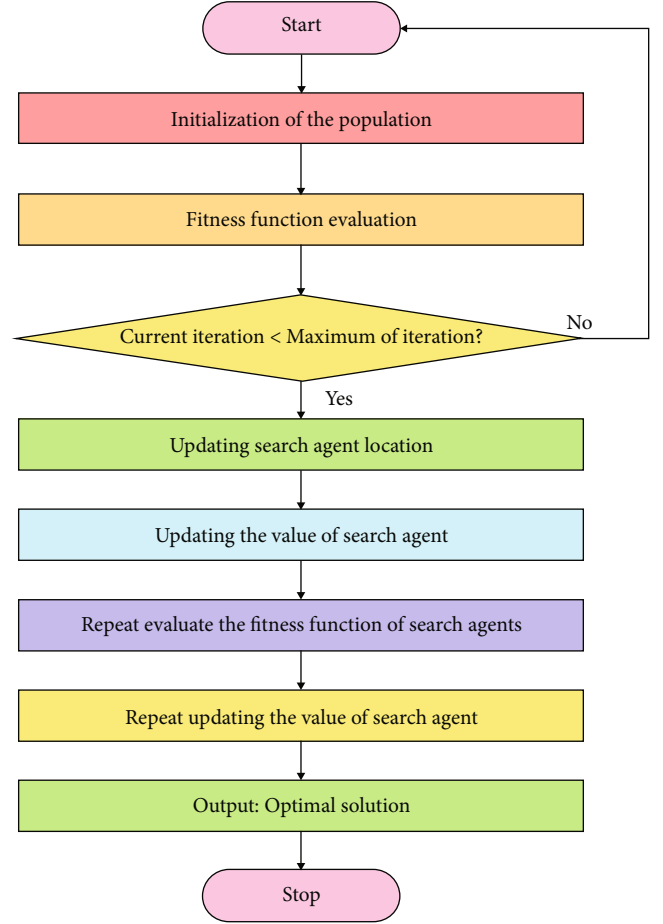 Start
Initialization of the population
Fitness function evaluation
Current iteration < Maximum of iteration?
No
Yes
Updating search agent location
Updating the value of search agent
Repeat evaluate the fitness function of search agents
Repeat updating the value of search agent
Output: Optimal solution
Stop